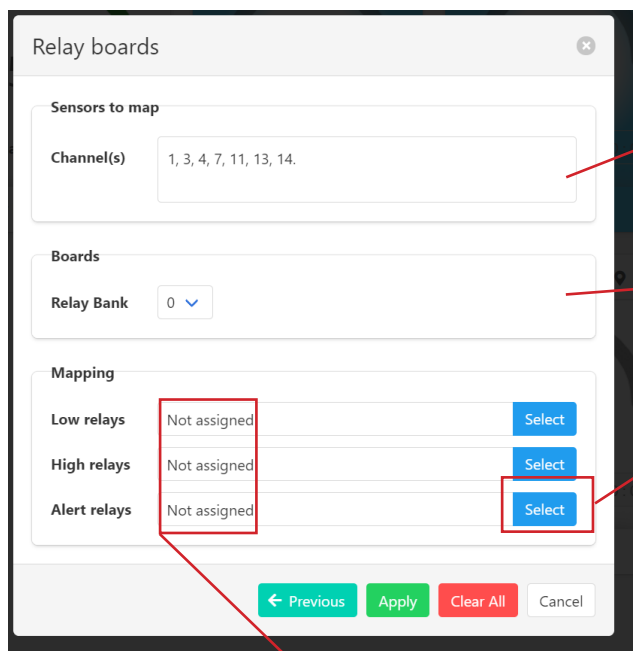 Relay boards
Sensors to map
Channel(s) 1, 3, 4, 7, 11, 13, 14.
Boards
Relay Bank 0
Mapping
Low relays Not assigned Select
High relays Not assigned Select
Alert relays Not assigned Select
Previous Apply Clear All Cancel